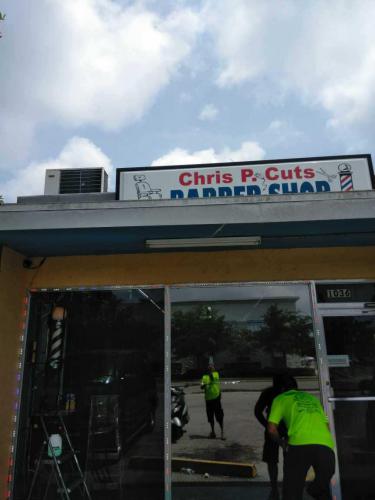 Chris P. Cuts
BARBER SHOP
1036